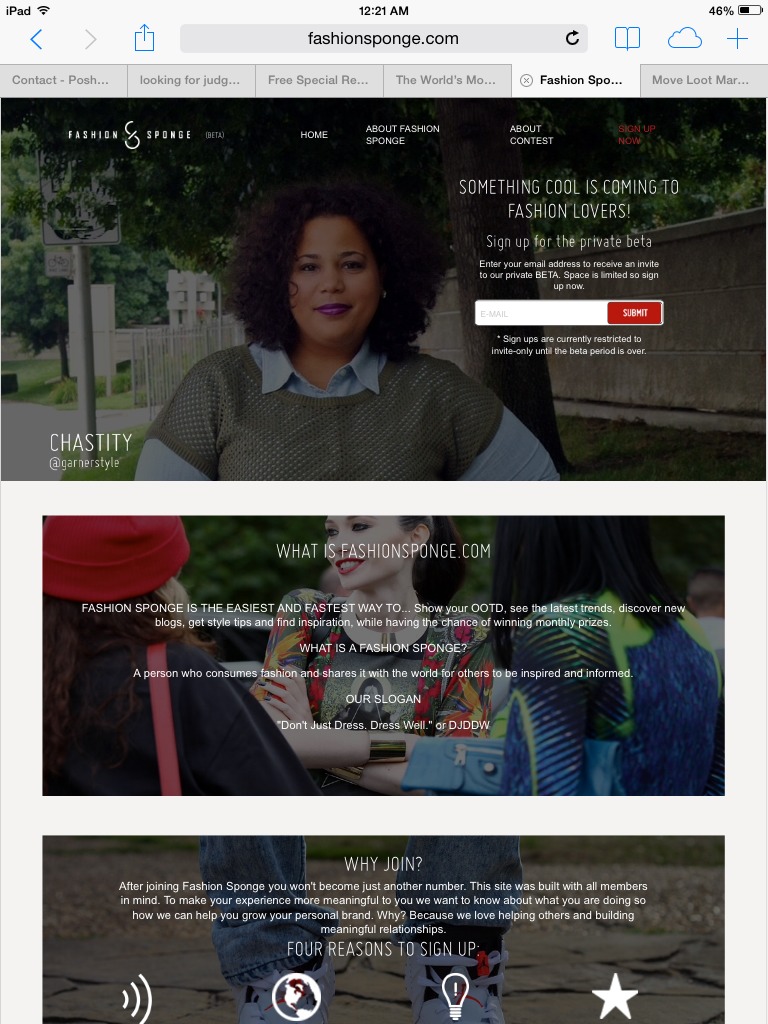 iPad 12:21 AM 46%
fashionsponge.com
Contact - Posh... looking for judg... Free Special Re... The World's Mo... Fashion Spo... Move Loot Mar...
FASHION SPONGE (BETA)
HOME
ABOUT FASHION
SPONGE
ABOUT
CONTEST
SIGN UP
NOW
SOMETHING COOL IS COMING TO
FASHION LOVERS!
Sign up for the private beta
Enter your email address to receive an invite
to our private BETA. Space is limited so sign
up now.
E-MAIL SUBMIT
* Sign ups are currently restricted to
invite-only until the beta period is over.
CHASTITY
@garnerstyle
WHAT IS FASHIONSPONGE.COM
FASHION SPONGE IS THE EASIEST AND FASTEST WAY TO... Show your OOTD, see the latest trends, discover new
blogs, get style tips and find inspiration, while having the chance of winning monthly prizes.
WHAT IS A FASHION SPONGE?
A person who consumes fashion and shares it with the world for others to be inspired and informed.
OUR SLOGAN
"Don't Just Dress. Dress Well." or DJDDW
WHY JOIN?
After joining Fashion Sponge you won't become just another number. This site was built with all members
in mind. To make your experience more meaningful to you we want to know about what you are doing so
how we can help you grow your personal brand. Why? Because we love helping others and building
meaningful relationships.
FOUR REASONS TO SIGN UP: